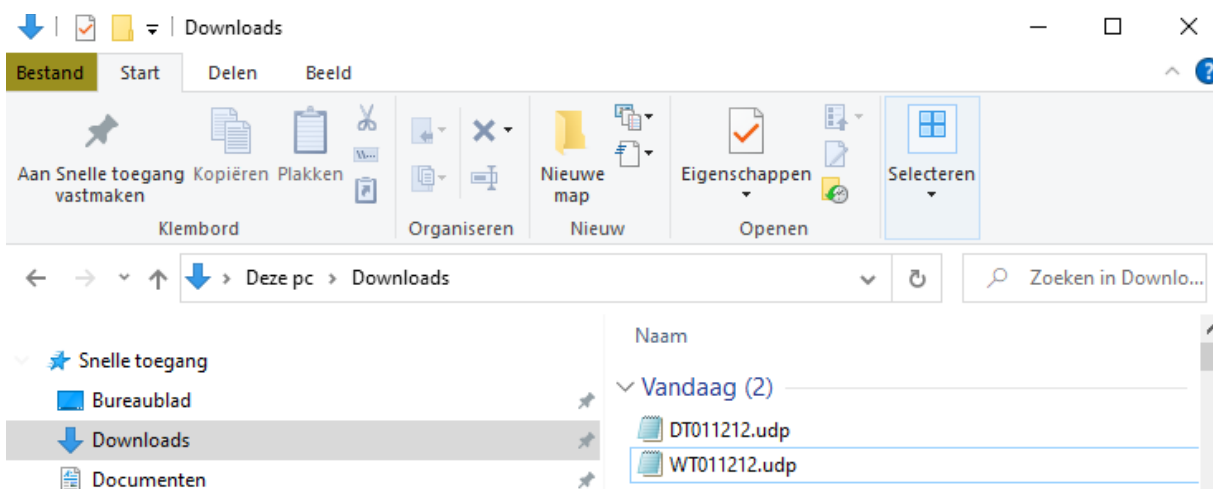 Downloads
Bestand Start Delen Beeld
Aan Snelle toegang vastmaken
Kopiëren
Plakken
Nieuwe map
Eigenschappen
Selecteren
Klembord Organiseren Nieuw Openen
Deze pc > Downloads
Zoeken in Downlo...
Naam
Snelle toegang
Vandaag (2)
Bureaublad
DT011212.udp
Downloads
WT011212.udp
Documenten